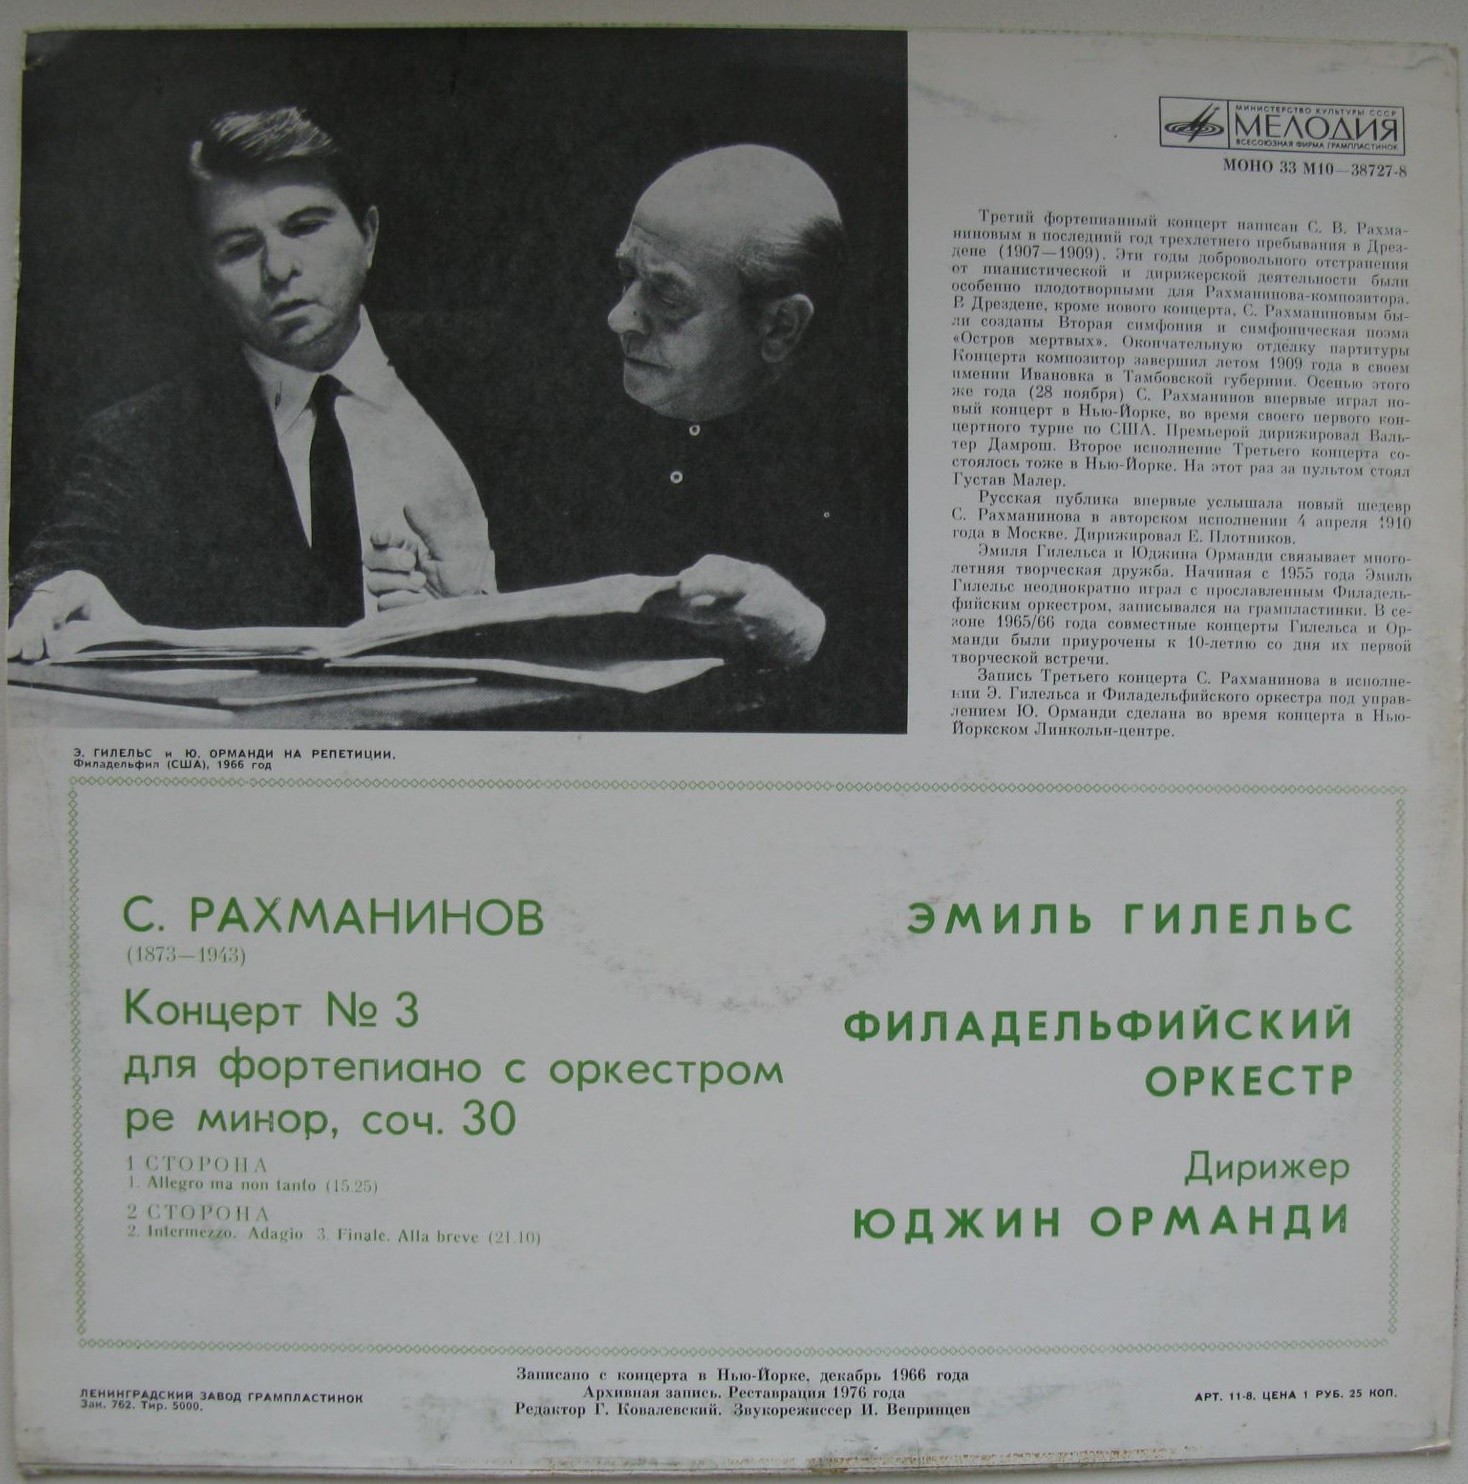 МИНИСТЕРСТВО КУЛЬТУРЫ СССР
МЕЛОДИЯ
ВСЕСОЮЗНАЯ ФИРМА ГРАМПЛАСТИНОК
МОНО 33 М10—38727-8
Третий фортепианный концерт написан С. В. Рахма-
ниновым в последний год трехлетнего пребывания в Дрез-
дене (1907—1909). Эти годы добровольного отстранения
от пианистической и дирижерской деятельности были
особенно плодотворными для Рахманинова-композитора.
В Дрездене, кроме нового концерта, С. Рахманиновым бы-
ли созданы Вторая симфония и симфоническая поэма
«Остров мертвых». Окончательную отделку партитуры
Концерта композитор завершил летом 1909 года в своем
имении Ивановка в Тамбовской губернии. Осенью этого
же года (28 ноября) С. Рахманинов впервые играл но-
вый концерт в Нью-Йорке, во время своего первого кон-
цертного турне по США. Премьерой дирижировал Валь-
тер Дамрош. Второе исполнение Третьего концерта со-
стоялось тоже в Нью-Йорке. На этот раз за пультом стоял
Густав Малер.
Русская публика впервые услышала новый шедевр
С. Рахманинова в авторском исполнении 4 апреля 1910
года в Москве. Дирижировал Е. Плотников.
Эмиля Гилельса и Юджина Орманди связывает много-
летняя творческая дружба. Начиная с 1955 года Эмиль
Гилельс неоднократно играл с прославленным Филадель-
фийским оркестром, записывался на грампластинки. В се-
зоне 1965/66 года совместные концерты Гилельса и Ор-
манди были приурочены к 10-летию со дня их первой
творческой встречи.
Запись Третьего концерта С. Рахманинова в исполне-
нии Э. Гилельса и Филадельфийского оркестра под управ-
лением Ю. Орманди сделана во время концерта в Нью-
Йоркском Линкольн-центре.
Э. ГИЛЕЛЬС и Ю. ОРМАНДИ НА РЕПЕТИЦИИ.
Филадельфия (США), 1966 год
С. РАХМАНИНОВ
(1873—1943)
Концерт № 3
для фортепиано с оркестром
ре минор, соч. 30
1 СТОРОНА
1. Allegro ma non tanto (15.25)
2 СТОРОНА
2. Intermezzo. Adagio 3. Finale. Alla breve (21.10)
ЭМИЛЬ ГИЛЕЛЬС
ФИЛАДЕЛЬФИЙСКИЙ
ОРКЕСТР
Дирижер
ЮДЖИН ОРМАНДИ
Записано с концерта в Нью-Йорке, декабрь 1966 года
Архивная запись. Реставрация 1976 года
Редактор Г. Ковалевский. Звукорежиссер И. Вепринцев
ЛЕНИНГРАДСКИЙ ЗАВОД ГРАМПЛАСТИНОК
Зак. 762. Тир. 5000.
АРТ. 11-8. ЦЕНА 1 РУБ. 25 КОП.